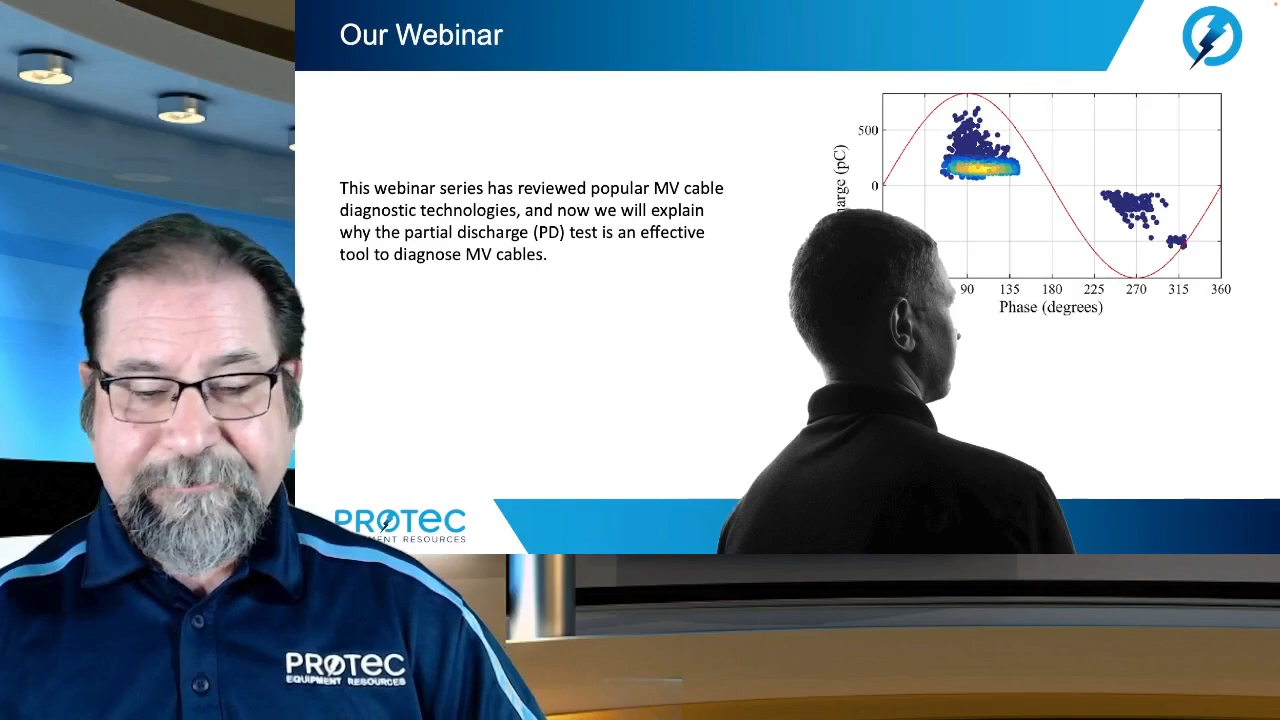 Our Webinar
This webinar series has reviewed popular MV cable
diagnostic technologies, and now we will explain
why the partial discharge (PD) test is an effective
tool to diagnose MV cables.
500
0
90 135 180 225 270 315 360
Phase (degrees)
(pC)
PROTEC
RESOURCES
PROTEC
EQUIPMENT RESOURCES